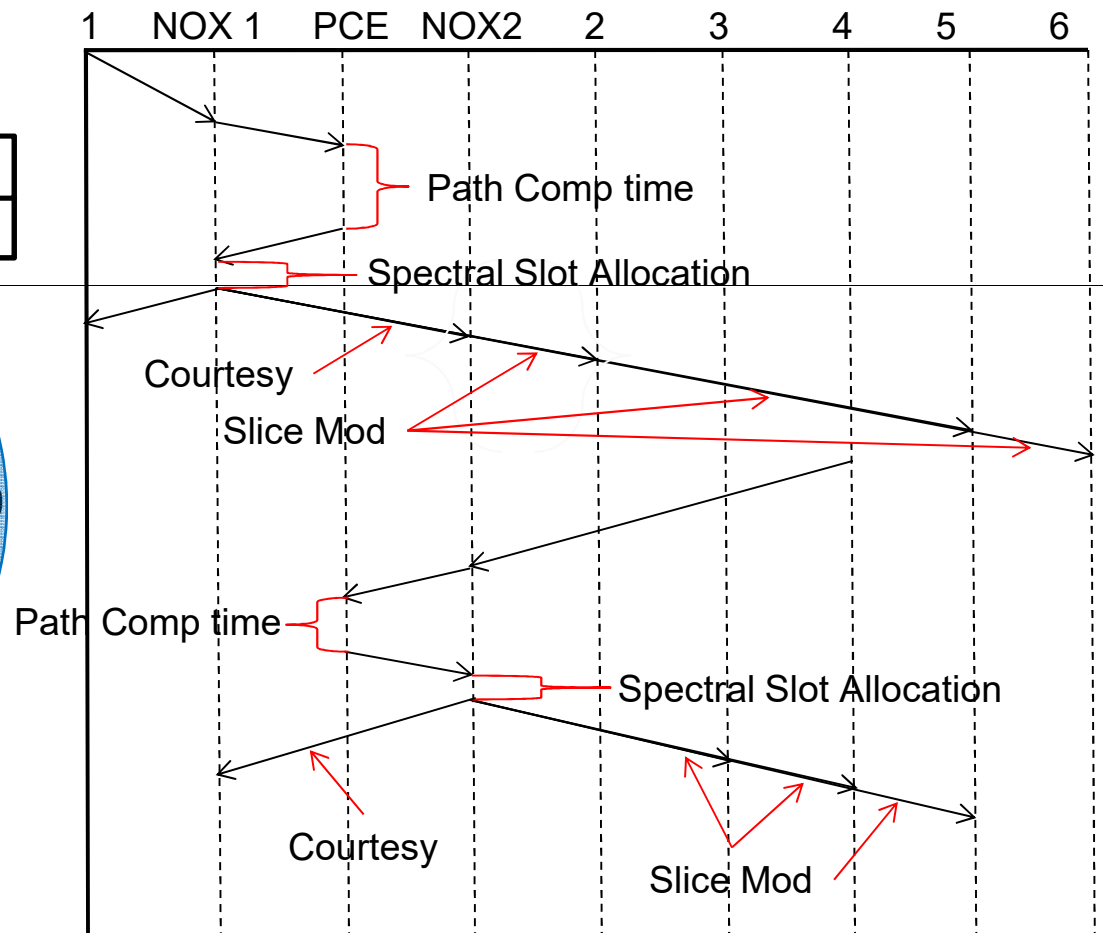 1 NOX 1 PCE NOX2 2 3 4 5 6
Path Comp time
Spectral Slot Allocation
Courtesy
Slice Mod
Path Comp time
Spectral Slot Allocation
Courtesy
Slice Mod